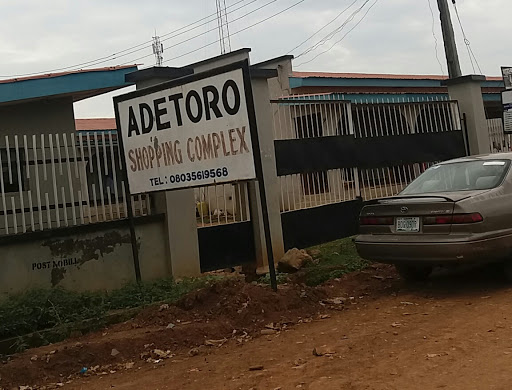 ADETORO
SHOPPING COMPLEX
TEL: 08035619568
POST NO BILL